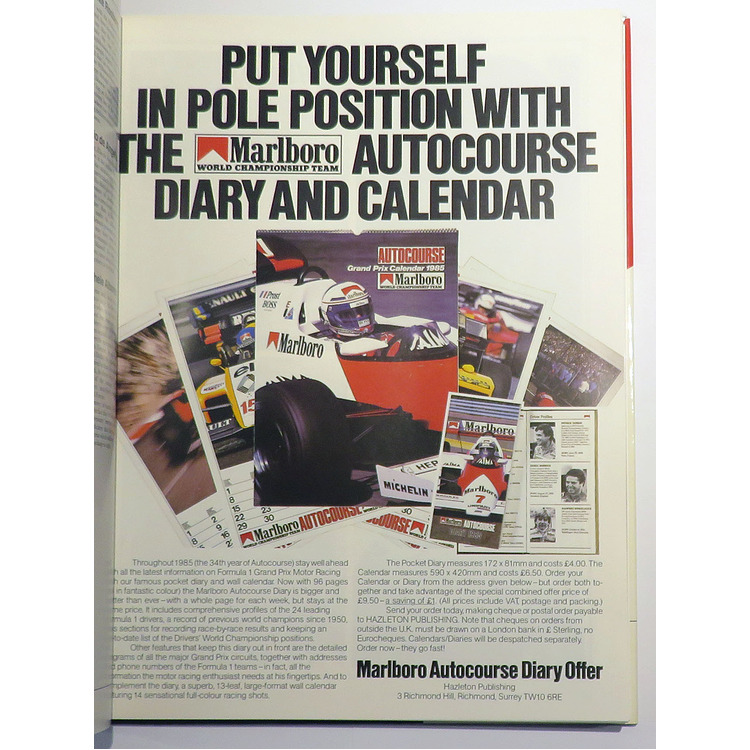 PUT YOURSELF
IN POLE POSITION WITH
THE Marlboro WORLD CHAMPIONSHIP TEAM AUTOCOURSE
DIARY AND CALENDAR
AUTOCOURSE
Grand Prix Calendar 1985
Marlboro
WORLD CHAMPIONSHIP TEAM
Prost
BOSS
Marlboro
MICHELIN
RENAULT
15
Marlboro
Marlboro
7
AUTOCOURSE
DIARY 1985
Driver Profiles
Marlboro AUTOCOURSE
Throughout 1985 (the 34th year of Autocourse) stay well ahead
all the latest information on Formula 1 Grand Prix Motor Racing
our famous pocket diary and wall calendar. Now with 96 pages
in fantastic colour) the Marlboro Autocourse Diary is bigger and
than ever – with a whole page for each week, but stays at the
price. It includes comprehensive profiles of the 24 leading
1 drivers, a record of previous world champions since 1950,
sections for recording race-by-race results and keeping an
to-date list of the Drivers' World Championship positions.
Other features that keep this diary out in front are the detailed
grams of all the major Grand Prix circuits, together with addresses
phone numbers of the Formula 1 teams – in fact, all the
mation the motor racing enthusiast needs at his fingertips. And to
mplement the diary, a superb, 13-leaf, large-format wall calendar
turing 14 sensational full-colour racing shots.
The Pocket Diary measures 172 x 81mm and costs £4.00. The
Calendar measures 590 x 420mm and costs £6.50. Order your
Calendar or Diary from the address given below – but order both to-
gether and take advantage of the special combined offer price of
£9.50 – a saving of £1. (All prices include VAT, postage and packing.)
Send your order today, making cheque or postal order payable
to HAZLETON PUBLISHING. Note that cheques on orders from
outside the U.K. must be drawn on a London bank in £ Sterling, no
Eurocheques. Calendars/Diaries will be despatched separately.
Order now – they go fast!
Marlboro Autocourse Diary Offer
Hazleton Publishing
3 Richmond Hill, Richmond, Surrey TW10 6RE